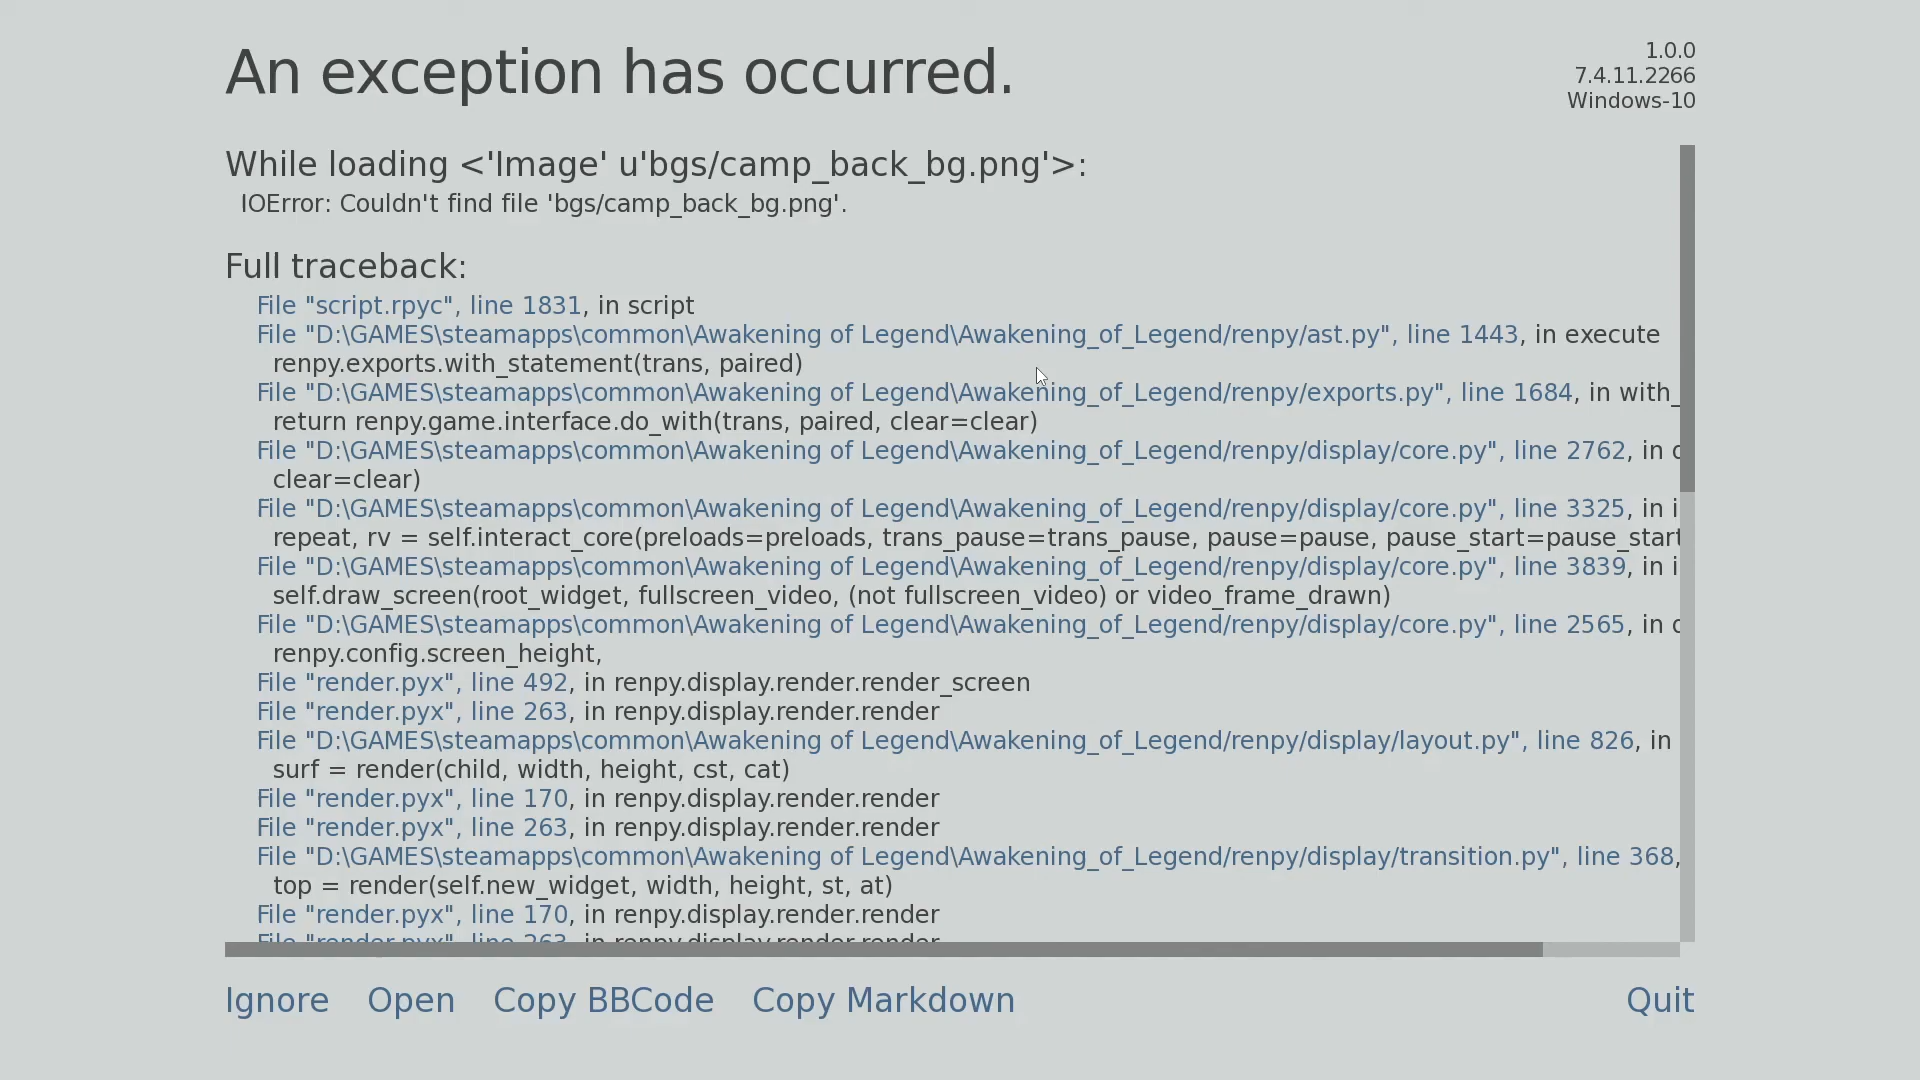 An exception has occurred.
1.0.0
7.4.11.2266
Windows-10
While loading <'Image' u'bgs/camp_back_bg.png'>:
IOError: Couldn't find file 'bgs/camp_back_bg.png'.
Full traceback:
File "script.rpyc", line 1831, in script
File "D:\GAMES\steamapps\common\Awakening of Legend\Awakening_of_Legend/renpy/ast.py", line 1443, in execute
renpy.exports.with_statement(trans, paired)
File "D:\GAMES\steamapps\common\Awakening of Legend\Awakening_of_Legend/renpy/exports.py", line 1684, in with_
return renpy.game.interface.do_with(trans, paired, clear=clear)
File "D:\GAMES\steamapps\common\Awakening of Legend\Awakening_of_Legend/renpy/display/core.py", line 2762, in
clear=clear)
File "D:\GAMES\steamapps\common\Awakening of Legend\Awakening_of_Legend/renpy/display/core.py", line 3325, in i
repeat, rv = self.interact_core(preloads=preloads, trans_pause=trans_pause, pause=pause, pause_start=pause_start
File "D:\GAMES\steamapps\common\Awakening of Legend\Awakening_of_Legend/renpy/display/core.py", line 3839, in i
self.draw_screen(root_widget, fullscreen_video, (not fullscreen_video) or video_frame_drawn)
File "D:\GAMES\steamapps\common\Awakening of Legend\Awakening_of_Legend/renpy/display/core.py", line 2565, in
renpy.config.screen_height,
File "render.pyx", line 492, in renpy.display.render.render_screen
File "render.pyx", line 263, in renpy.display.render.render
File "D:\GAMES\steamapps\common\Awakening of Legend\Awakening_of_Legend/renpy/display/layout.py", line 826, in
surf = render(child, width, height, cst, cat)
File "render.pyx", line 170, in renpy.display.render.render
File "render.pyx", line 263, in renpy.display.render.render
File "D:\GAMES\steamapps\common\Awakening of Legend\Awakening_of_Legend/renpy/display/transition.py", line 368,
top = render(self.new_widget, width, height, st, at)
File "render.pyx", line 170, in renpy.display.render.render
File "render.pyx", line 263, in renpy.display.render.render
Ignore Open Copy BBCode Copy Markdown Quit